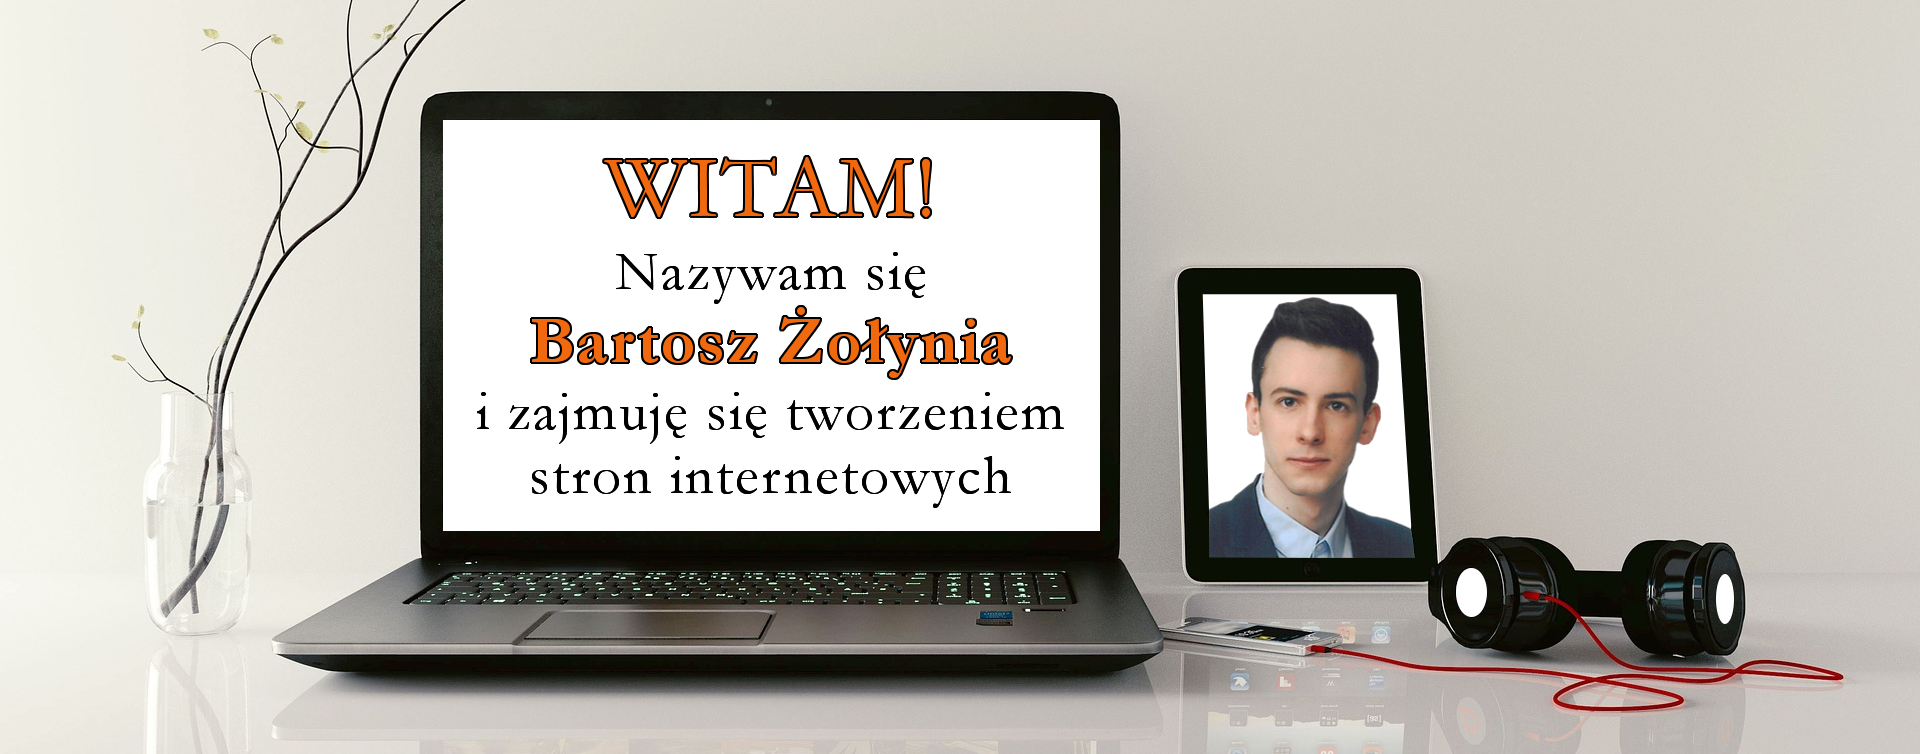 WITAM!
Nazywam się
Bartosz Żołynia
i zajmuję się tworzeniem
stron internetowych